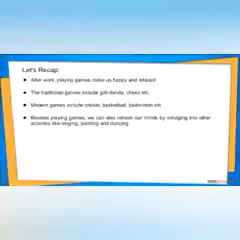 Let's Recap:
● After work, playing games make us happy and relaxed
● The traditional games include gilli-danda, chess etc.
● Modern games include cricket, basketball, badminton etc.
● Besides playing games, we can also refresh our minds by indulging into other
activities like singing, painting and dancing